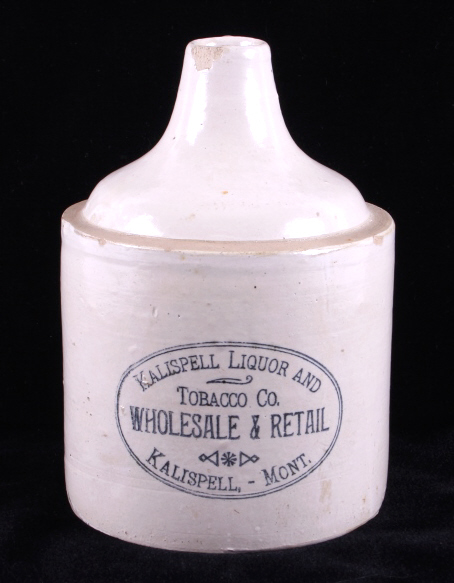 KALISPELL LIQUOR AND
TOBACCO CO.
WHOLESALE & RETAIL
KALISPELL, - MONT.